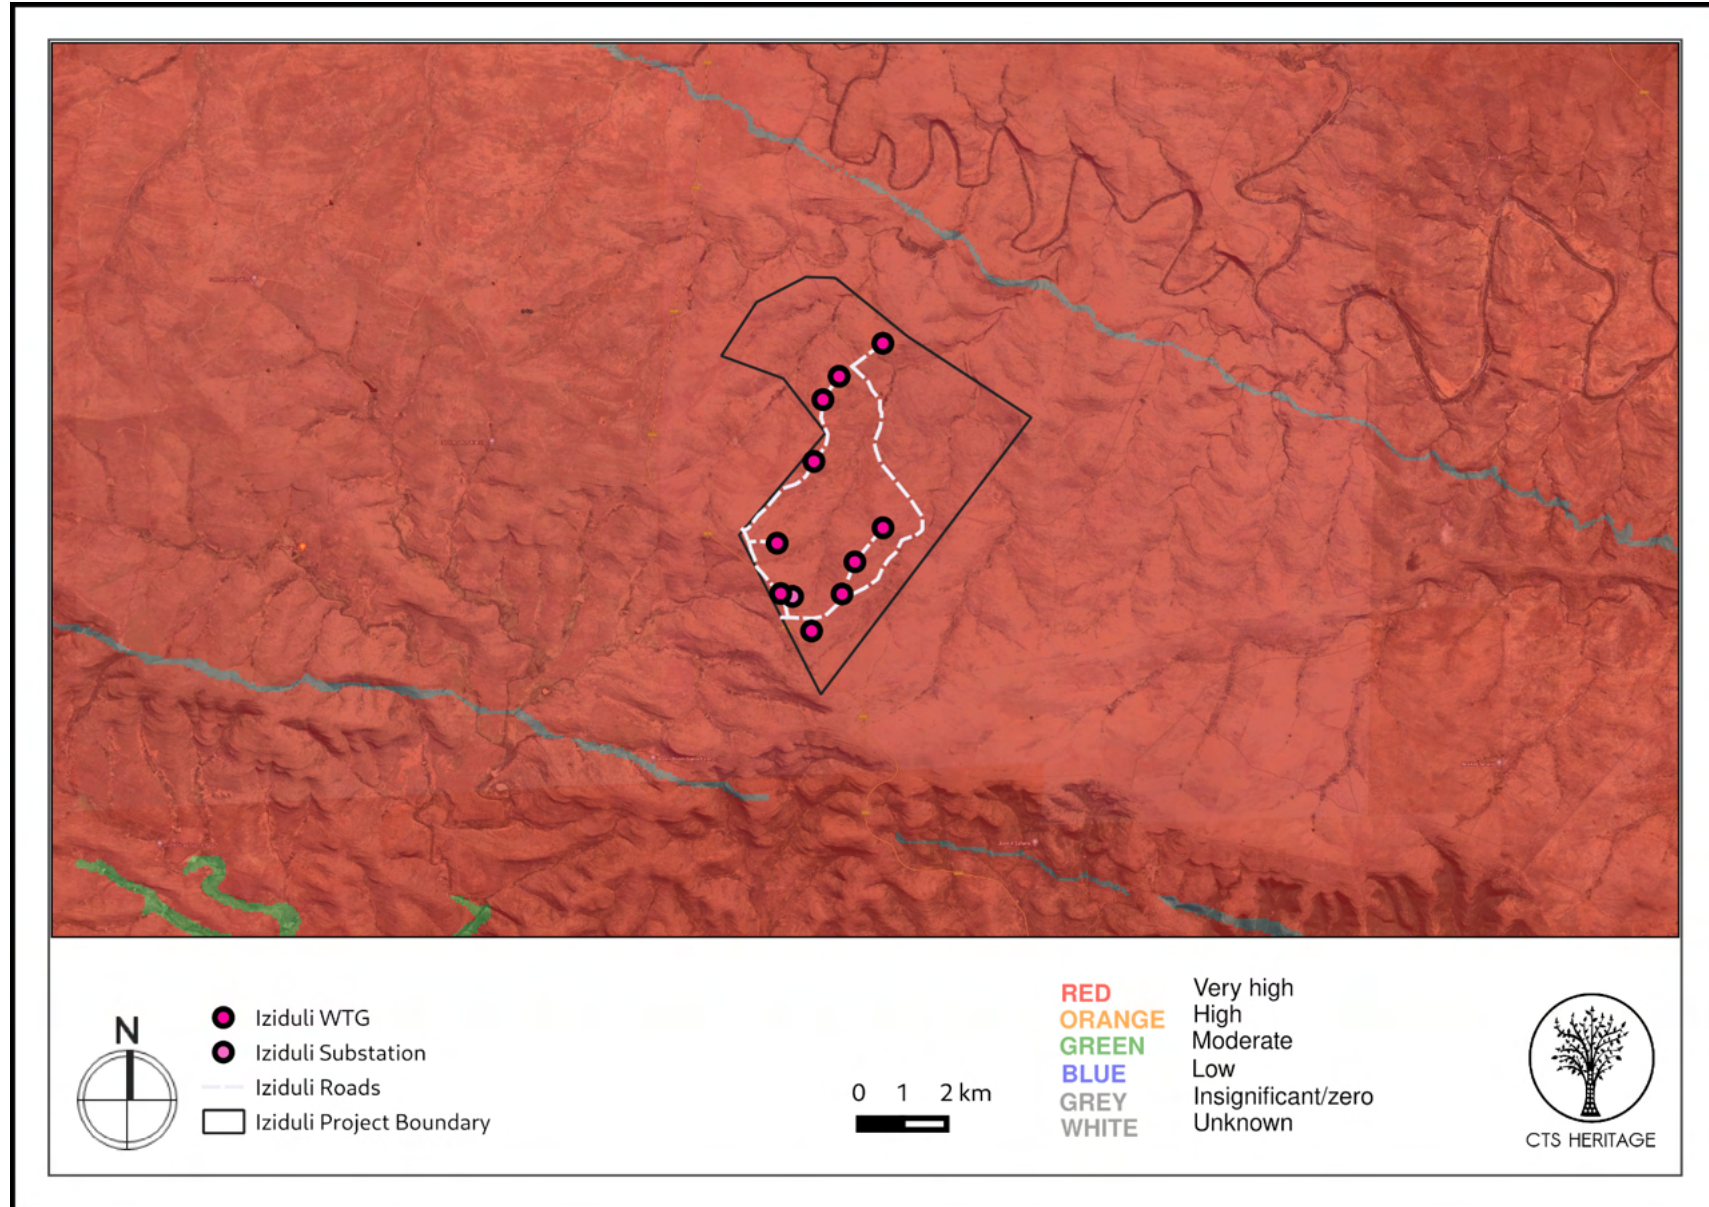 N
Iziduli WTG
Iziduli Substation
Iziduli Roads
Iziduli Project Boundary
0 1 2 km
RED Very high
ORANGE High
GREEN Moderate
BLUE Low
GREY Insignificant/zero
WHITE Unknown
CTS HERITAGE